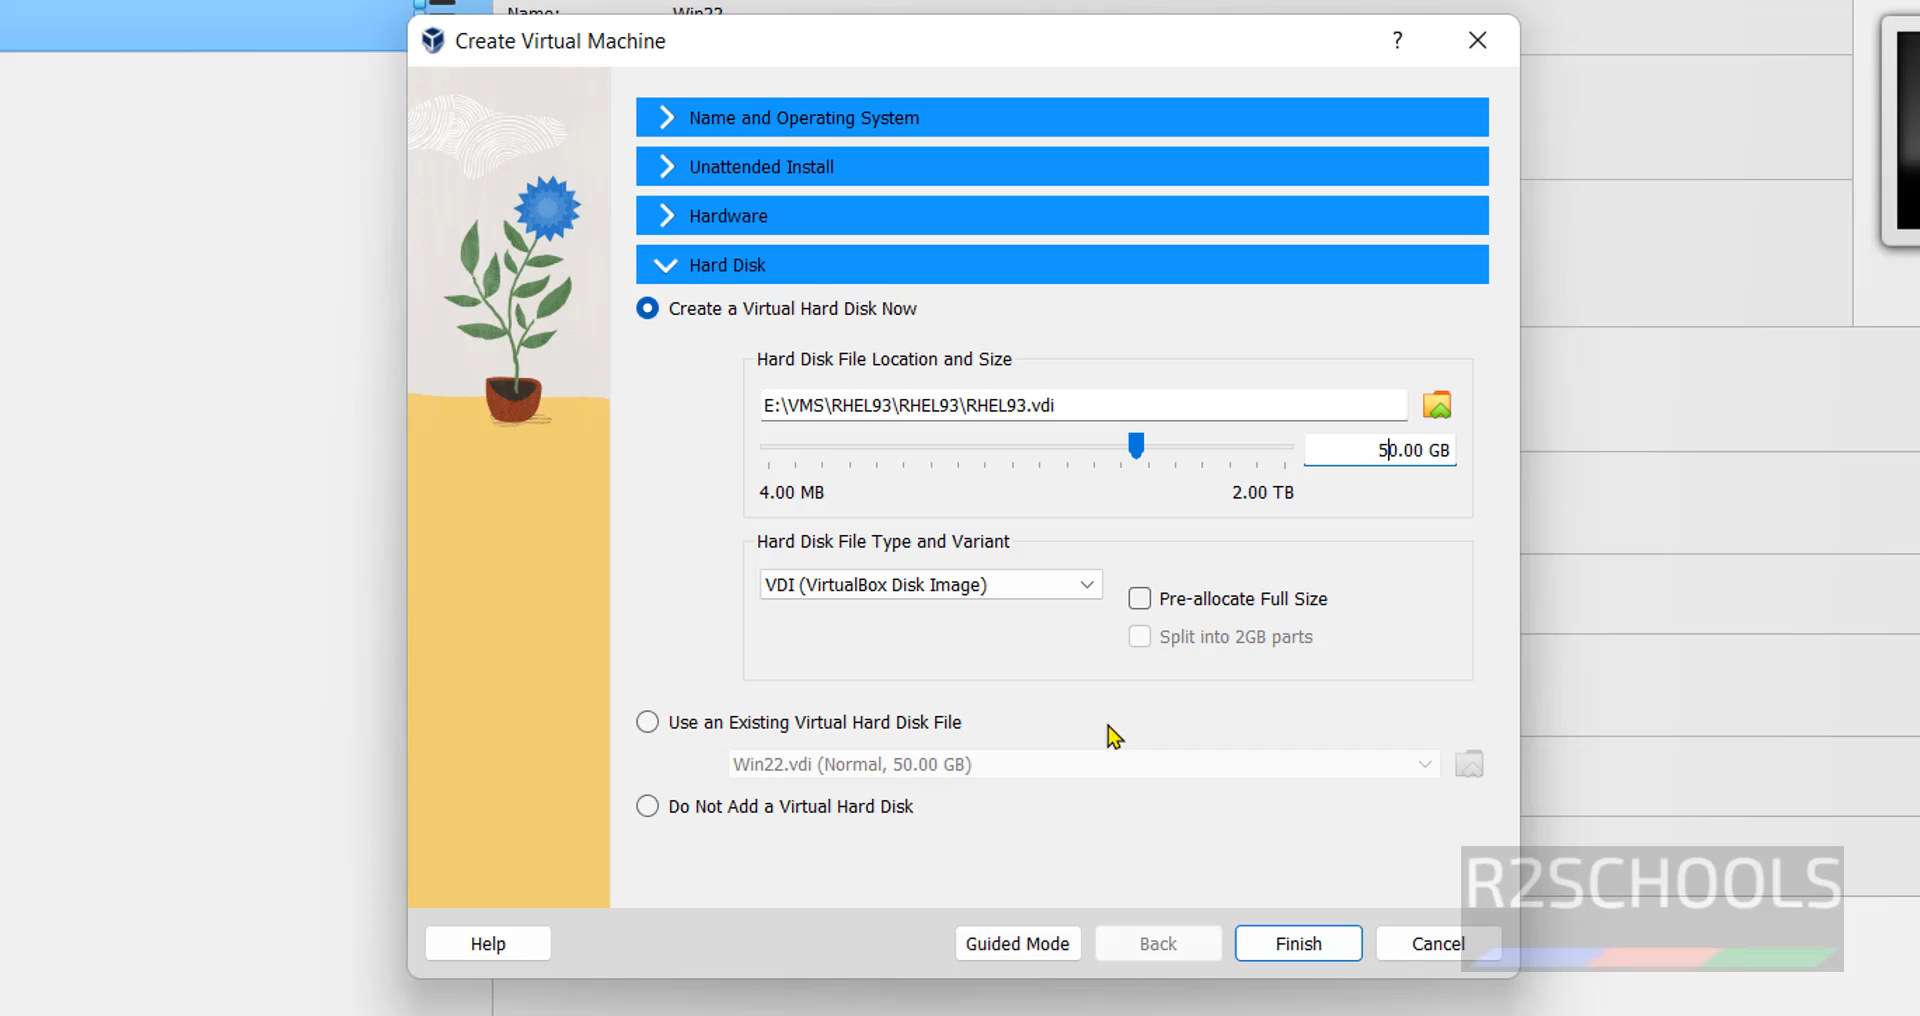 Name: Win22
Create Virtual Machine ?
Name and Operating System
Unattended Install
Hardware
Hard Disk
Create a Virtual Hard Disk Now
Hard Disk File Location and Size
E:\VMS\RHEL93\RHEL93\RHEL93.vdi
50.00 GB
4.00 MB 2.00 TB
Hard Disk File Type and Variant
VDI (VirtualBox Disk Image)
Pre-allocate Full Size
Split into 2GB parts
Use an Existing Virtual Hard Disk File
Win22.vdi (Normal, 50.00 GB)
Do Not Add a Virtual Hard Disk
R2SCHOOLS
Help Guided Mode Back Finish Cancel